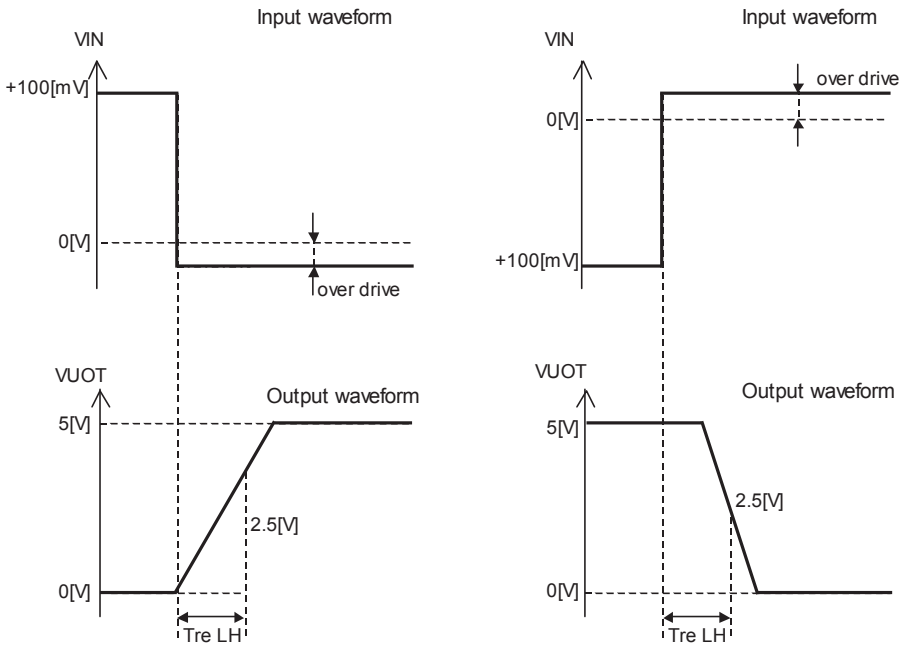 Input waveform
VIN
+100[mV]
0[V]
over drive
VUOT
Output waveform
5[V]
2.5[V]
0[V]
Tre LH
Input waveform
VIN
over drive
0[V]
+100[mV]
VUOT
Output waveform
5[V]
2.5[V]
0[V]
Tre LH